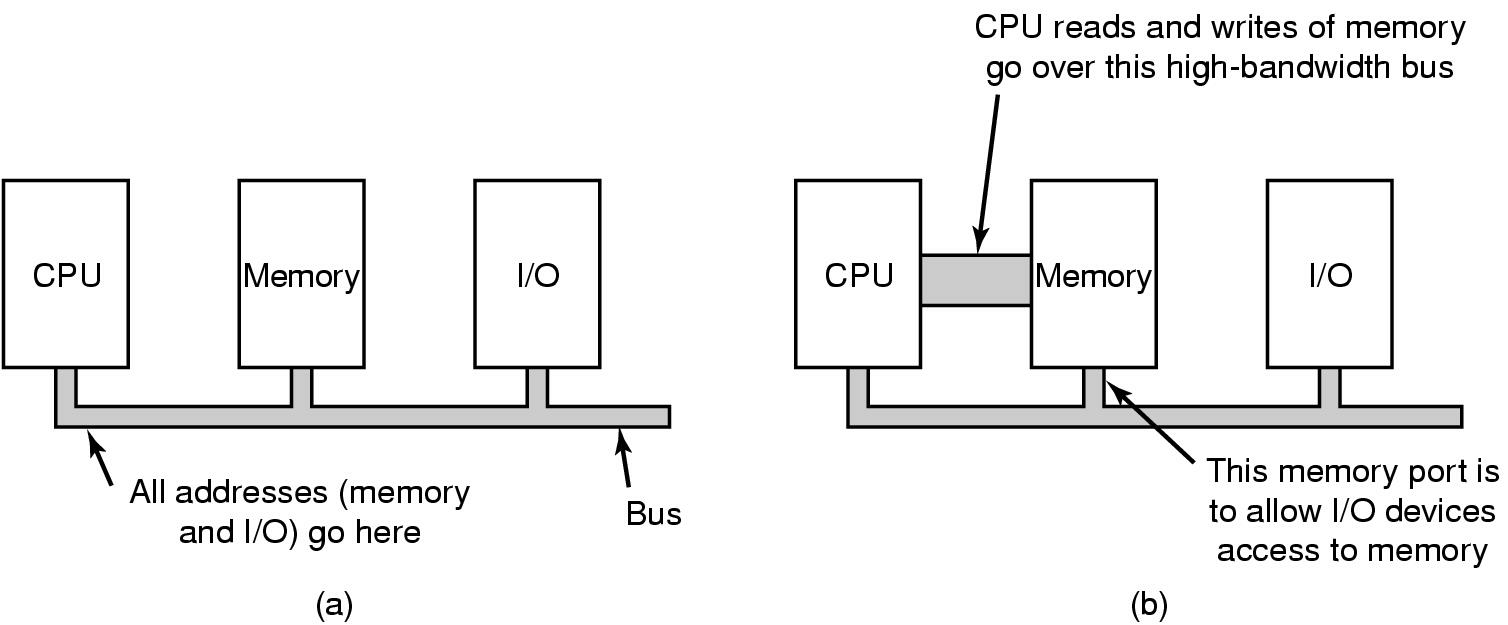 CPU
Memory
I/O
All addresses (memory
and I/O) go here
Bus
(a)
CPU reads and writes of memory
go over this high-bandwidth bus
CPU
Memory
I/O
This memory port is
to allow I/O devices
access to memory
(b)